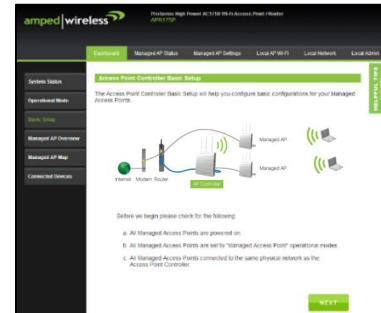 amped wireless
ProSeries High Power AC1750 Wi-Fi Access Point / Router
APR175P
Dashboard
Managed AP Status
Managed AP Settings
Local AP Wi-Fi
Local Network
Local Admin
HELPFUL TIPS
System Status
Operational Mode
Basic Setup
Managed AP Overview
Managed AP Map
Connected Devices
Access Point Controller Basic Setup
The Access Point Controller Basic Setup will help you configure basic configurations for your Managed
Access Points.
Managed AP
Managed AP
Internet Modem Router
AP Controller
Before we begin please check for the following:
a. All Managed Access Points are powered on
b. All Managed Access Points are set to "Managed Access Point" operational modes
c. All Managed Access Points connected to the same physical network as the
Access Point Controller.
NEXT